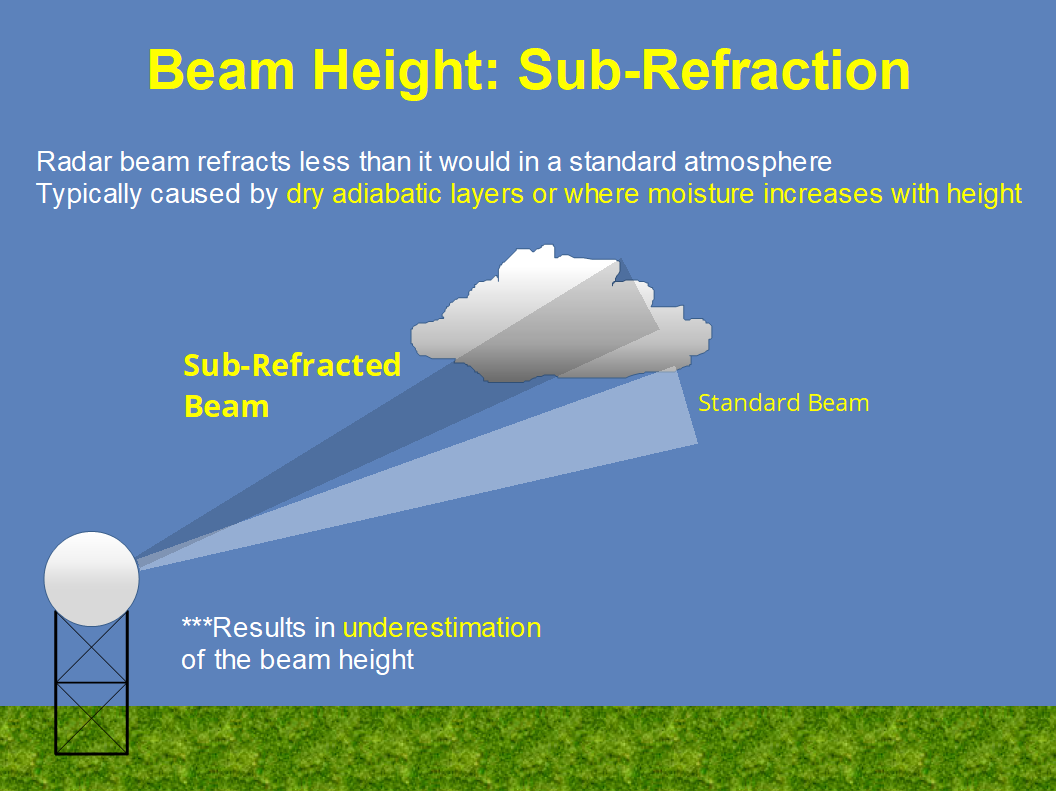 Beam Height: Sub-Refraction
Radar beam refracts less than it would in a standard atmosphere
Typically caused by dry adiabatic layers or where moisture increases with height
Sub-Refracted
Beam
Standard Beam
***Results in underestimation
of the beam height